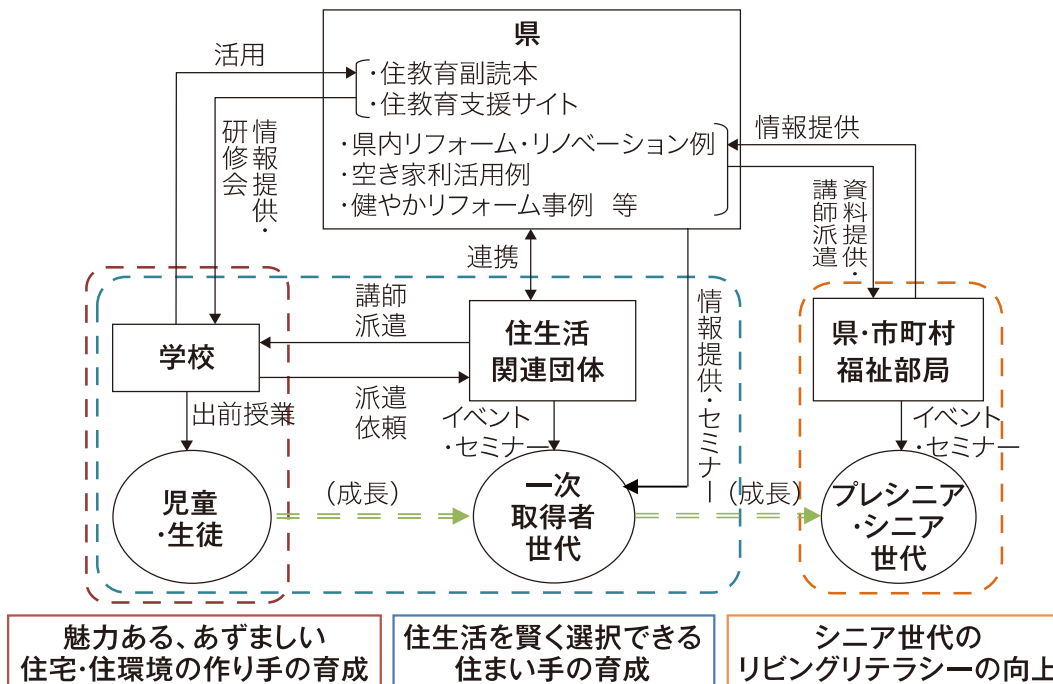 県
・住教育副読本
・住教育支援サイト
・県内リフォーム・リノベーション例
・空き家利活用例
・健やかリフォーム事例 等
活用
情報提供・
研修会
情報提供
資料提供・
講師派遣
連携
講師
派遣
情報提供・セミナー
学校
住生活
関連団体
県・市町村
福祉部局
派遣
依頼
出前授業
イベント
・セミナー
イベント
・セミナー
児童
・生徒
(成長)
一次
取得者
世代
(成長)
プレシニア
・シニア
世代
魅力ある、あずましい
住宅・住環境の作り手の育成
住生活を賢く選択できる
住まい手の育成
シニア世代の
リビングリテラシーの向上